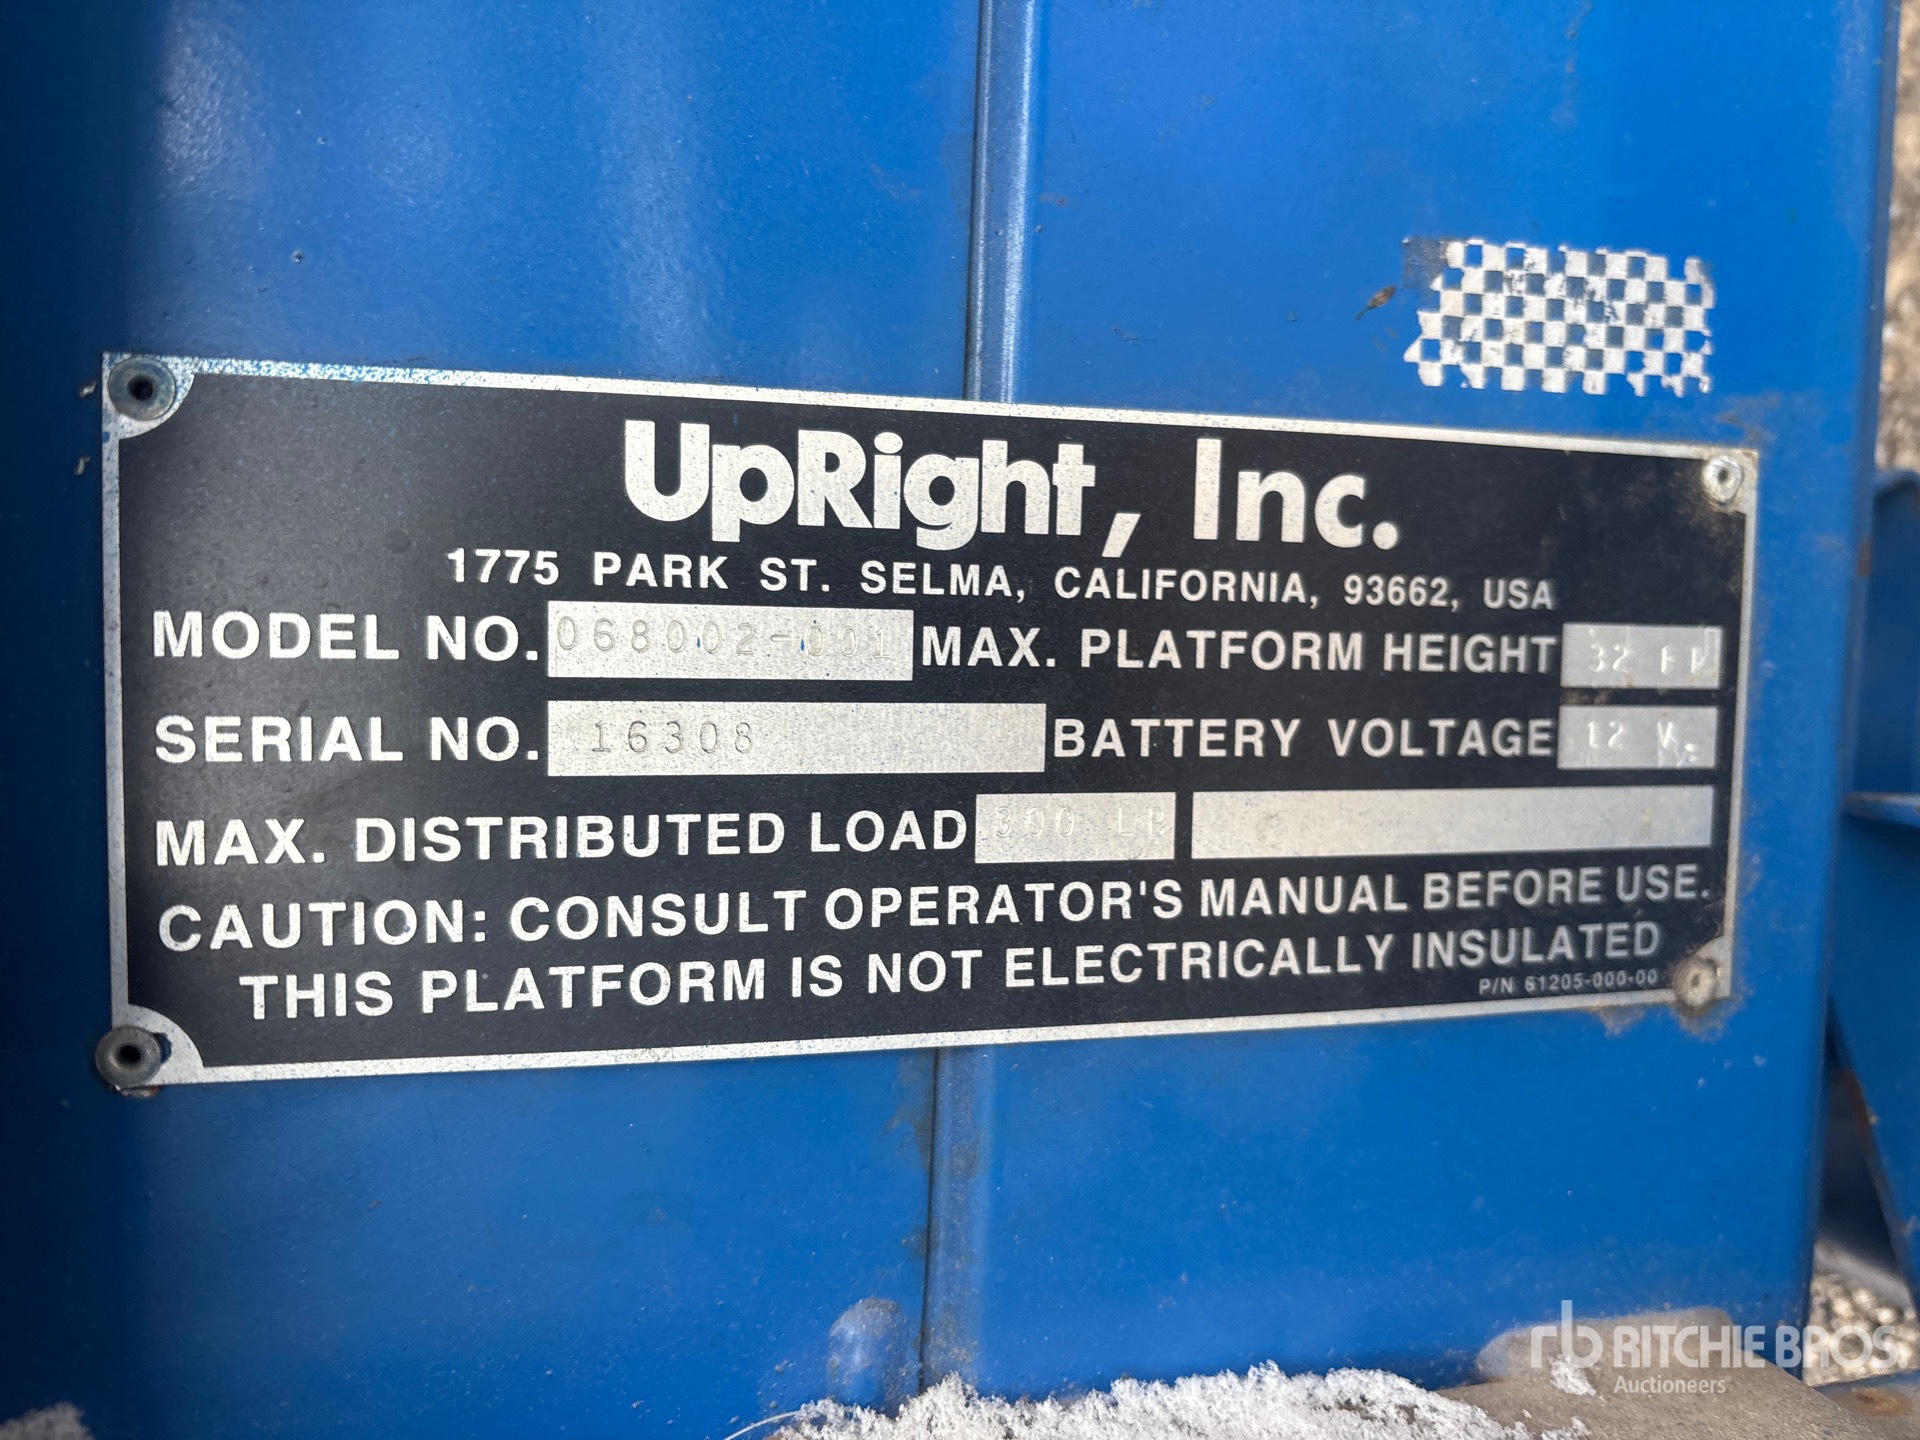 UpRight, Inc.
1775 PARK ST. SELMA, CALIFORNIA, 93662, USA
MODEL NO. 068002-001 MAX. PLATFORM HEIGHT 32
SERIAL NO. 16308 BATTERY VOLTAGE 12 V
MAX. DISTRIBUTED LOAD 300
CAUTION: CONSULT OPERATOR'S MANUAL BEFORE USE.
THIS PLATFORM IS NOT ELECTRICALLY INSULATED
P/N 61205-000-00
rb RITCHIE BROS
Auctioneers